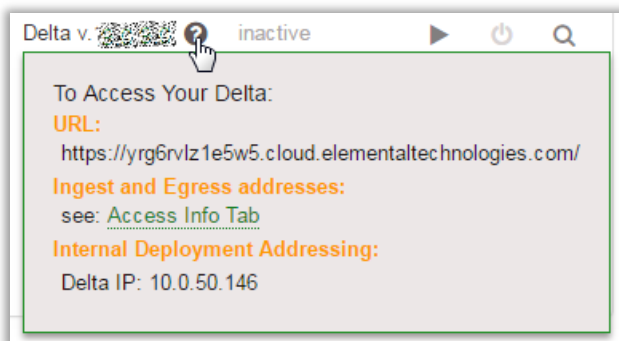 Delta v.
inactive
To Access Your Delta:
URL:
https://yrg6rvlz1e5w5.cloud.elementaltechnologies.com/
Ingest and Egress addresses:
see: Access Info Tab
Internal Deployment Addressing:
Delta IP: 10.0.50.146